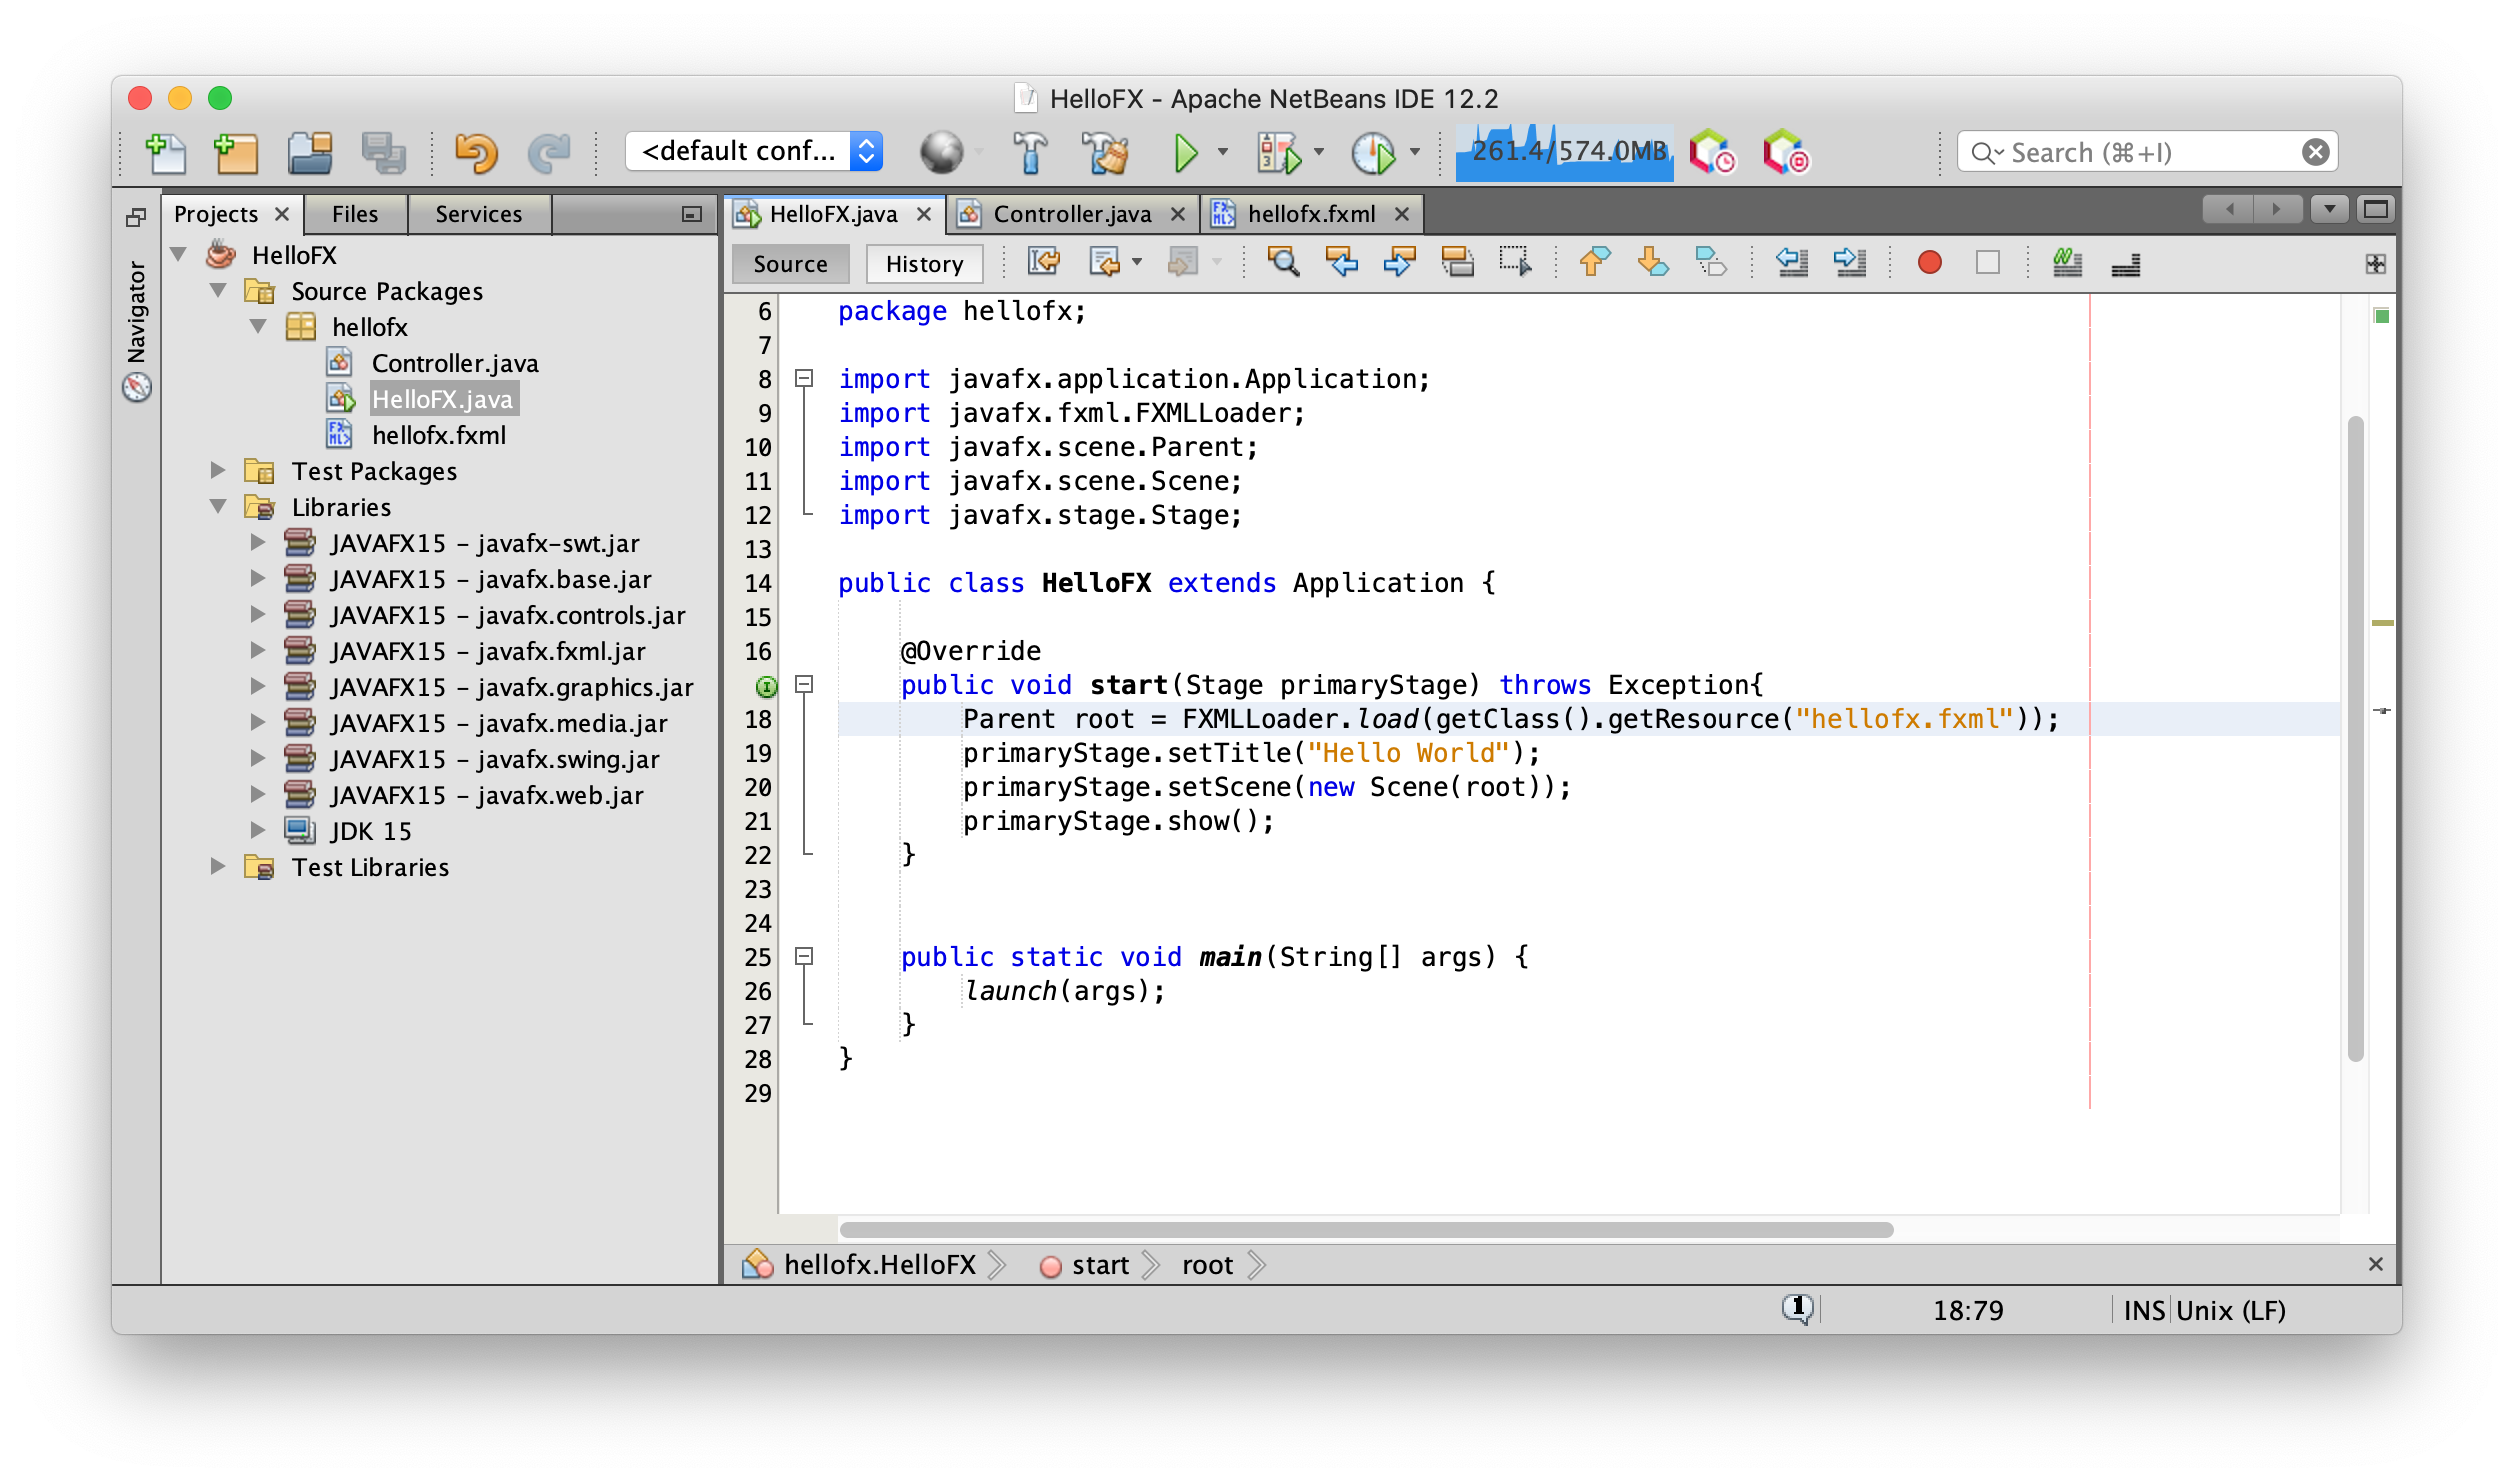 HelloFX - Apache NetBeans IDE 12.2
<default conf...
261.4/574.0MB
Search (⌘+I)
Projects
Files
Services
Navigator
HelloFX
Source Packages
hellofx
Controller.java
HelloFX.java
hellofx.fxml
Test Packages
Libraries
JAVAFX15 - javafx-swt.jar
JAVAFX15 - javafx.base.jar
JAVAFX15 - javafx.controls.jar
JAVAFX15 - javafx.fxml.jar
JAVAFX15 - javafx.graphics.jar
JAVAFX15 - javafx.media.jar
JAVAFX15 - javafx.swing.jar
JAVAFX15 - javafx.web.jar
JDK 15
Test Libraries
HelloFX.java
Controller.java
hellofx.fxml
Source
History
6 package hellofx;
7
8 import javafx.application.Application;
9 import javafx.fxml.FXMLLoader;
10 import javafx.scene.Parent;
11 import javafx.scene.Scene;
12 import javafx.stage.Stage;
13
14 public class HelloFX extends Application {
15
16 @Override
public void start(Stage primaryStage) throws Exception{
18 Parent root = FXMLLoader.load(getClass().getResource("hellofx.fxml"));
19 primaryStage.setTitle("Hello World");
20 primaryStage.setScene(new Scene(root));
21 primaryStage.show();
22 }
23
24
25 public static void main(String[] args) {
26 launch(args);
27 }
28 }
29
hellofx.HelloFX
start
root
1
18:79
INS
Unix (LF)